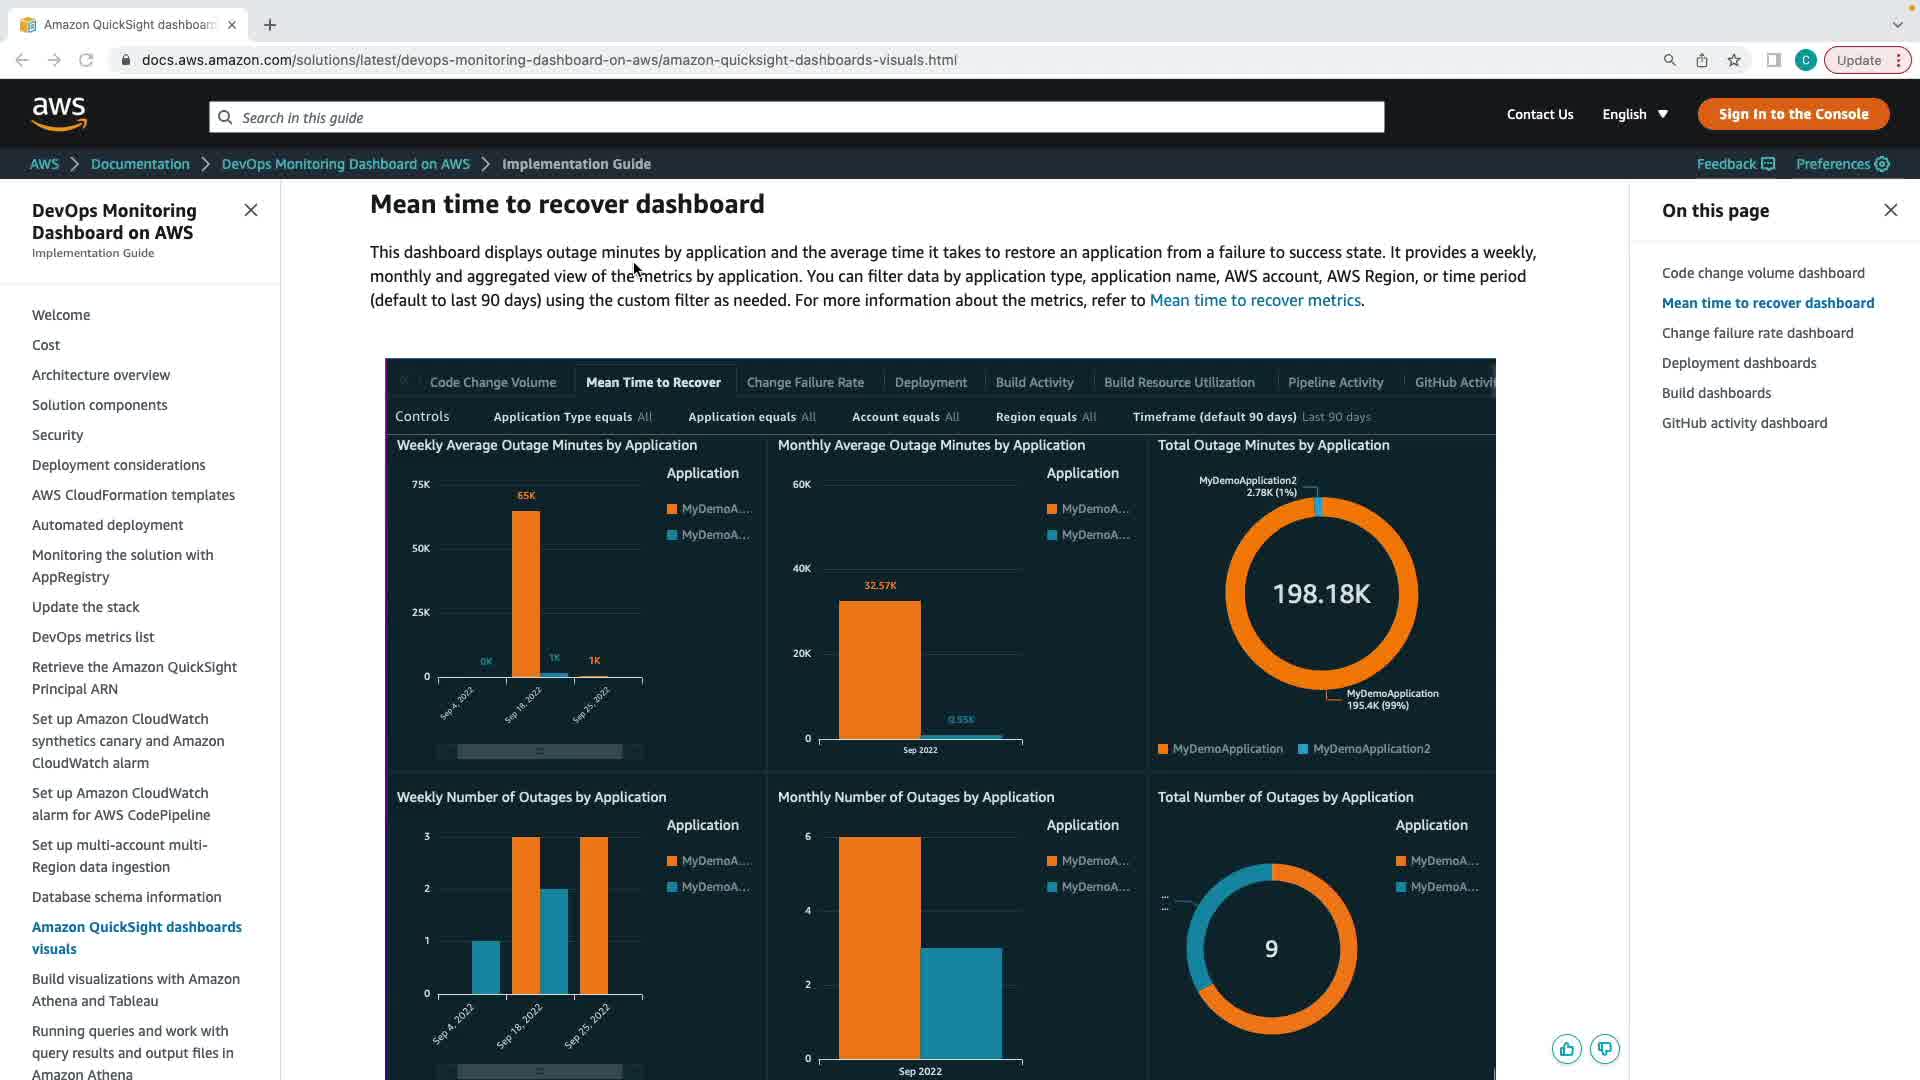 Amazon QuickSight dashboar
docs.aws.amazon.com/solutions/latest/devops-monitoring-dashboard-on-aws/amazon-quicksight-dashboards-visuals.html
C
Update
aws
Search in this guide
Contact Us
English
Sign In to the Console
AWS
Documentation
DevOps Monitoring Dashboard on AWS
Implementation Guide
Feedback
Preferences
DevOps Monitoring
Dashboard on AWS
Implementation Guide
Welcome
Cost
Architecture overview
Solution components
Security
Deployment considerations
AWS CloudFormation templates
Automated deployment
Monitoring the solution with
AppRegistry
Update the stack
DevOps metrics list
Retrieve the Amazon QuickSight
Principal ARN
Set up Amazon CloudWatch
synthetics canary and Amazon
CloudWatch alarm
Set up Amazon CloudWatch
alarm for AWS CodePipeline
Set up multi-account multi-
Region data ingestion
Database schema information
Amazon QuickSight dashboards
visuals
Build visualizations with Amazon
Athena and Tableau
Running queries and work with
query results and output files in
Amazon Athena
Mean time to recover dashboard
This dashboard displays outage minutes by application and the average time it takes to restore an application from a failure to success state. It provides a weekly,
monthly and aggregated view of the metrics by application. You can filter data by application type, application name, AWS account, AWS Region, or time period
(default to last 90 days) using the custom filter as needed. For more information about the metrics, refer to Mean time to recover metrics.
Code Change Volume
Mean Time to Recover
Change Failure Rate
Deployment
Build Activity
Build Resource Utilization
Pipeline Activity
GitHub Activi
Controls
Application Type equals All
Application equals All
Account equals All
Region equals All
Timeframe (default 90 days) Last 90 days
Weekly Average Outage Minutes by Application
Application
MyDemoA...
MyDemoA...
75K
50K
25K
0
65K
0K
1K
1K
Sep 4, 2022
Sep 18, 2022
Sep 25, 2022
Monthly Average Outage Minutes by Application
Application
MyDemoA...
MyDemoA...
60K
40K
20K
0
32.57K
0.55K
Sep 2022
Total Outage Minutes by Application
MyDemoApplication2
2.78K (1%)
198.18K
MyDemoApplication
195.4K (99%)
MyDemoApplication
MyDemoApplication2
Weekly Number of Outages by Application
Application
MyDemoA...
MyDemoA...
3
2
1
0
Sep 4, 2022
Sep 18, 2022
Sep 25, 2022
Monthly Number of Outages by Application
Application
MyDemoA...
MyDemoA...
6
4
2
0
Sep 2022
Total Number of Outages by Application
Application
MyDemoA...
MyDemoA...
...
...
9
On this page
Code change volume dashboard
Mean time to recover dashboard
Change failure rate dashboard
Deployment dashboards
Build dashboards
GitHub activity dashboard